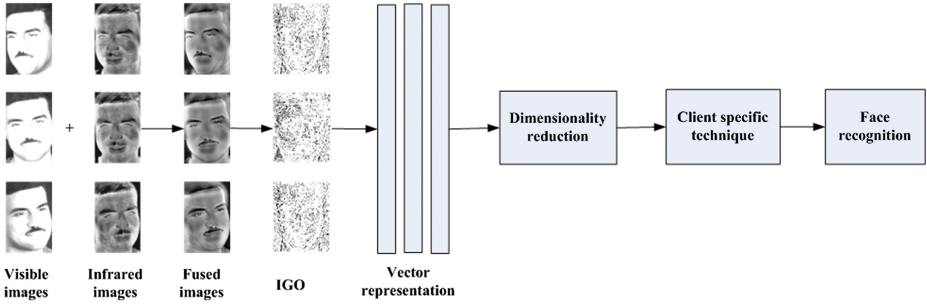 +
Dimensionality
reduction
Client specific
technique
Face
recognition
Visible
images
Infrared
images
Fused
images
IGO
Vector
representation